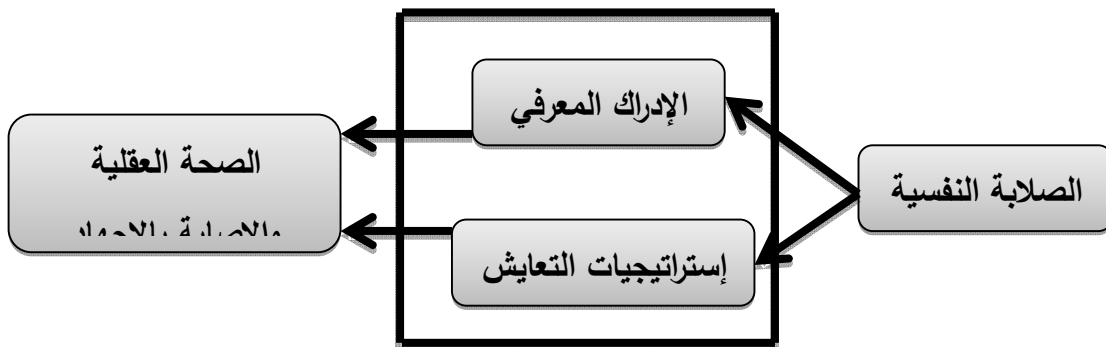 الإدراك المعرفي
الصحة العقلية
الصلابة النفسية
إستراتيجيات التعايش